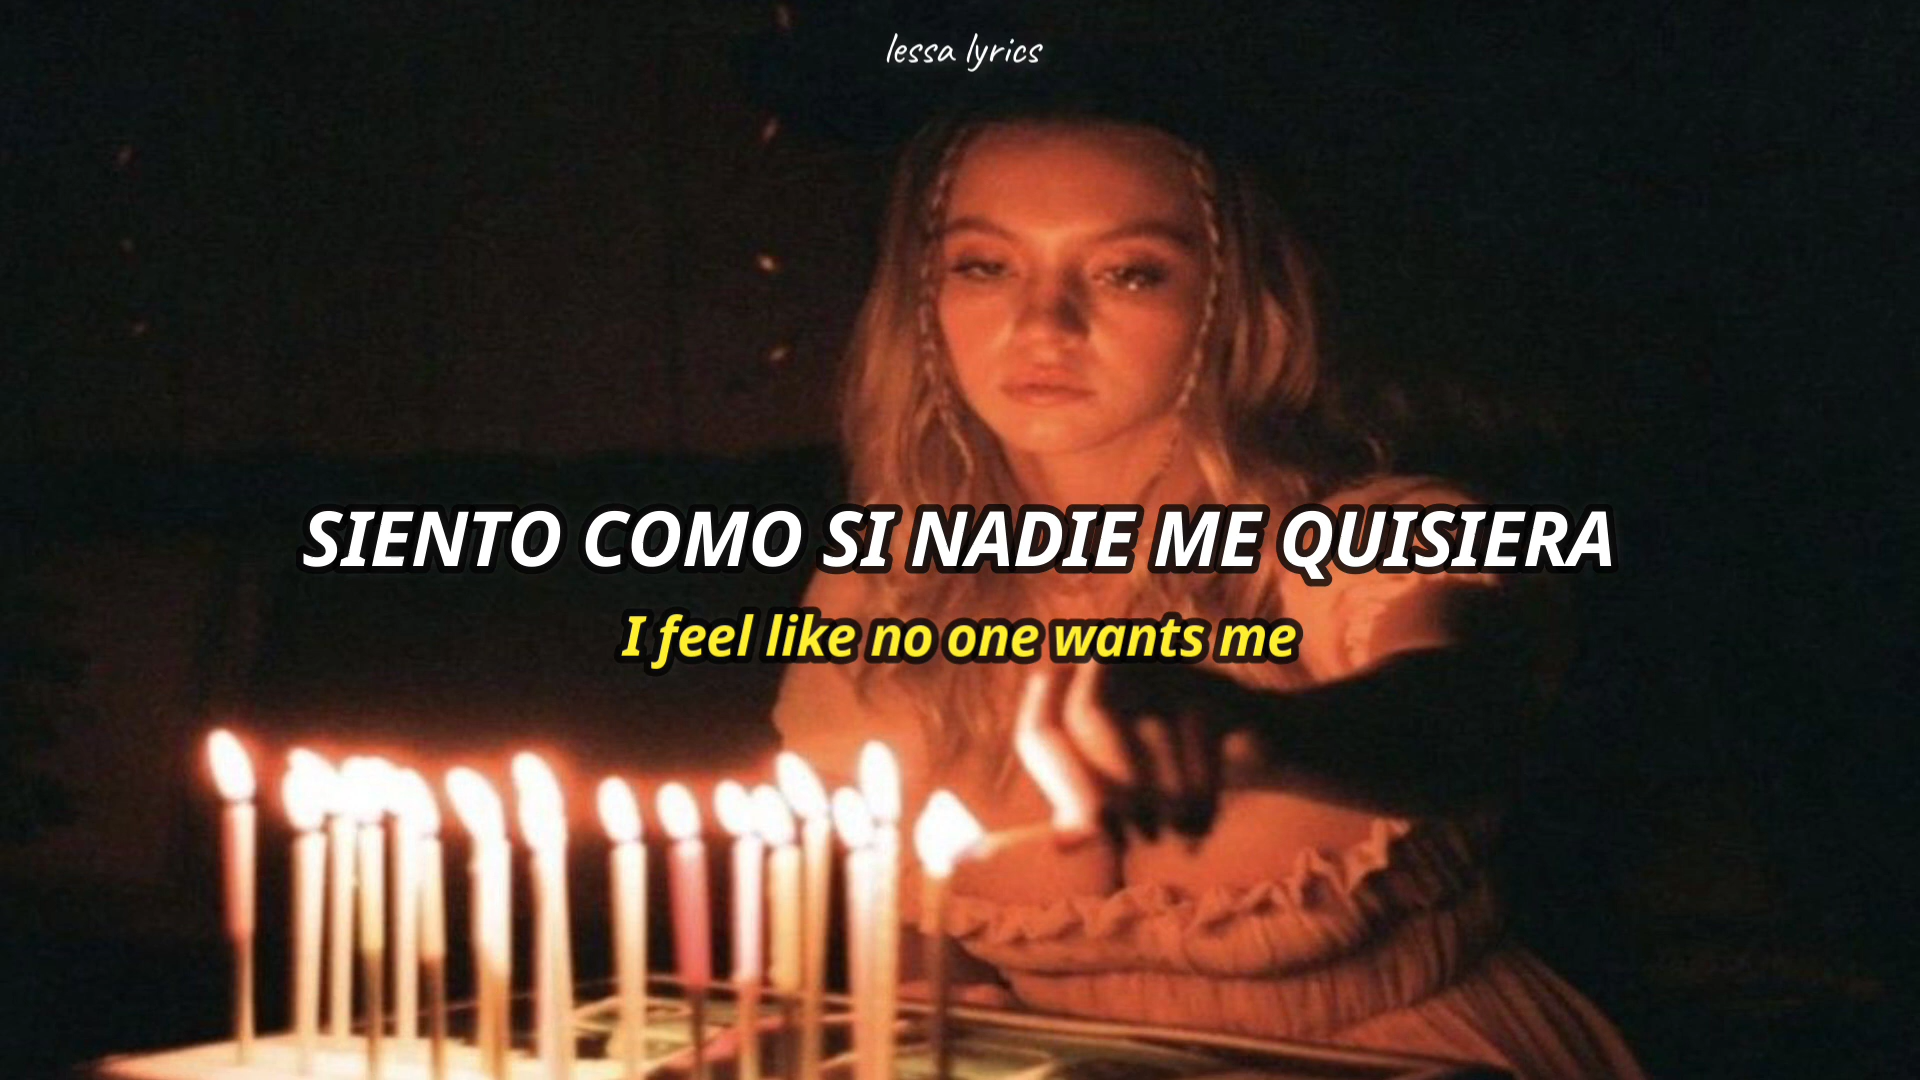 lessa lyrics
SIENTO COMO SI NADIE ME QUISIERA
I feel like no one wants me